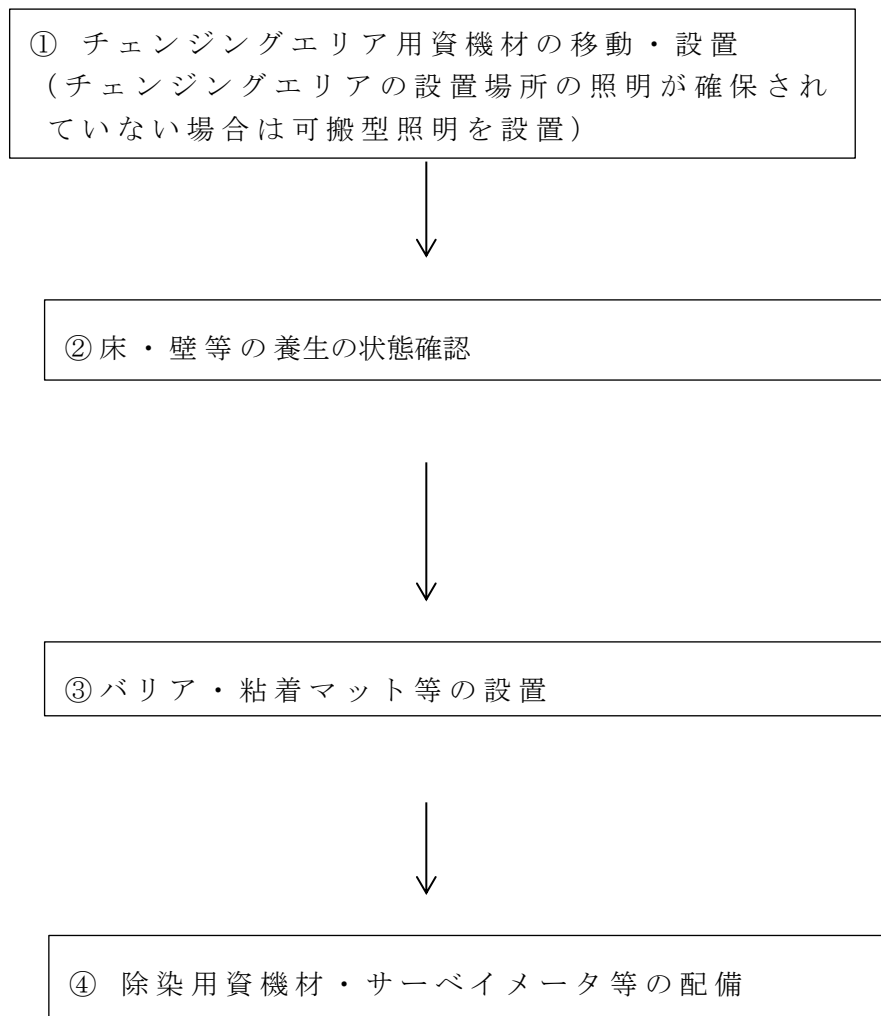 ① チェンジングエリア用資機材の移動・設置
(チェンジングエリアの設置場所の照明が確保され
ていない場合は可搬型照明を設置)
②床・壁等の養生の状態確認
③バリア・粘着マット等の設置
④ 除染用資機材・サーベイメータ等の配備